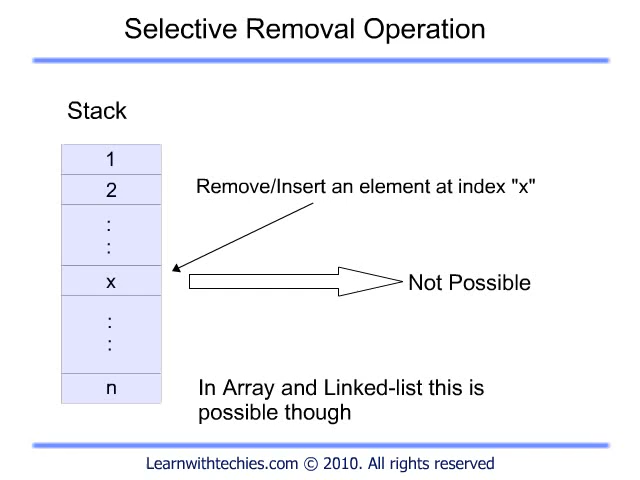 Selective Removal Operation
Stack
1
2
:
:
Remove/Insert an element at index "x"
x
Not Possible
:
:
n
In Array and Linked-list this is
possible though
Learnwithtechies.com © 2010. All rights reserved